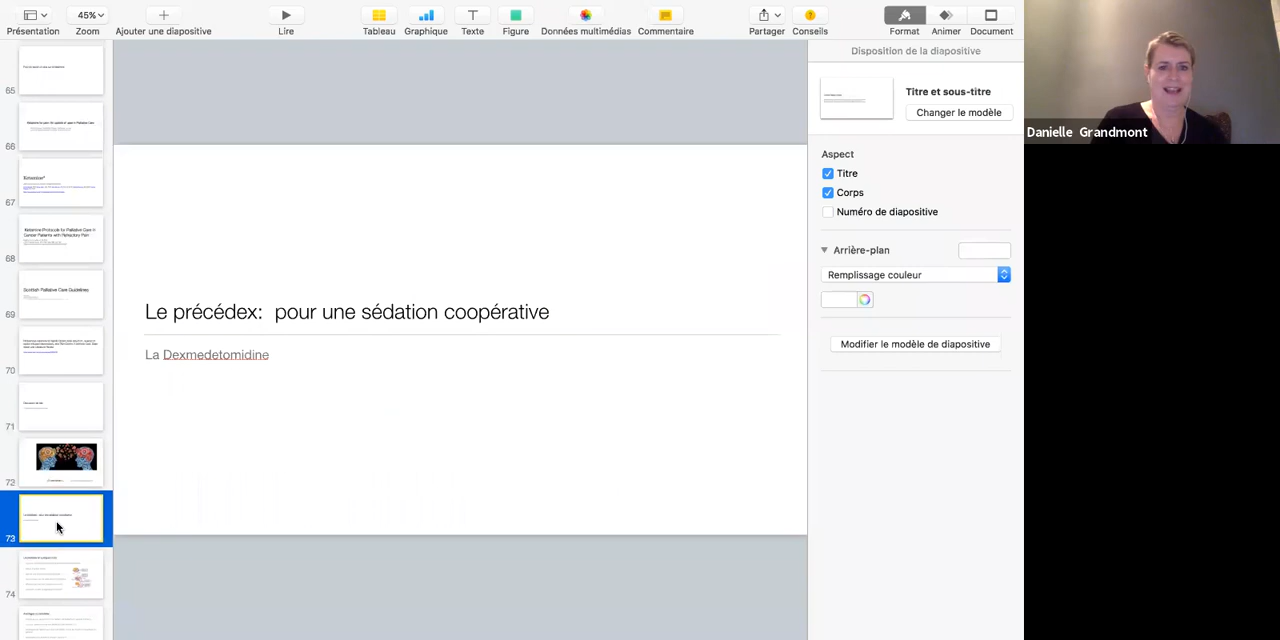 45%
Présentation
Zoom
Ajouter une diapositive
Lire
Tableau
Graphique
Texte
Figure
Données multimédias
Commentaire
Partager
Conseils
Format
Animer
Document
Disposition de la diapositive
Titre et sous-titre
Changer le modèle
Aspect
Titre
Corps
Numéro de diapositive
Arrière-plan
Remplissage couleur
Modifier le modèle de diapositive
65
66
Kétamine*
67
Ketamine Protocols for Palliative Care in
Cancer Patients with Refractory Pain
68
Scottish Palliative Care Guidelines
69
70
71
72
73
74
Le précédex: pour une sédation coopérative
La Dexmedetomidine
Danielle Grandmont